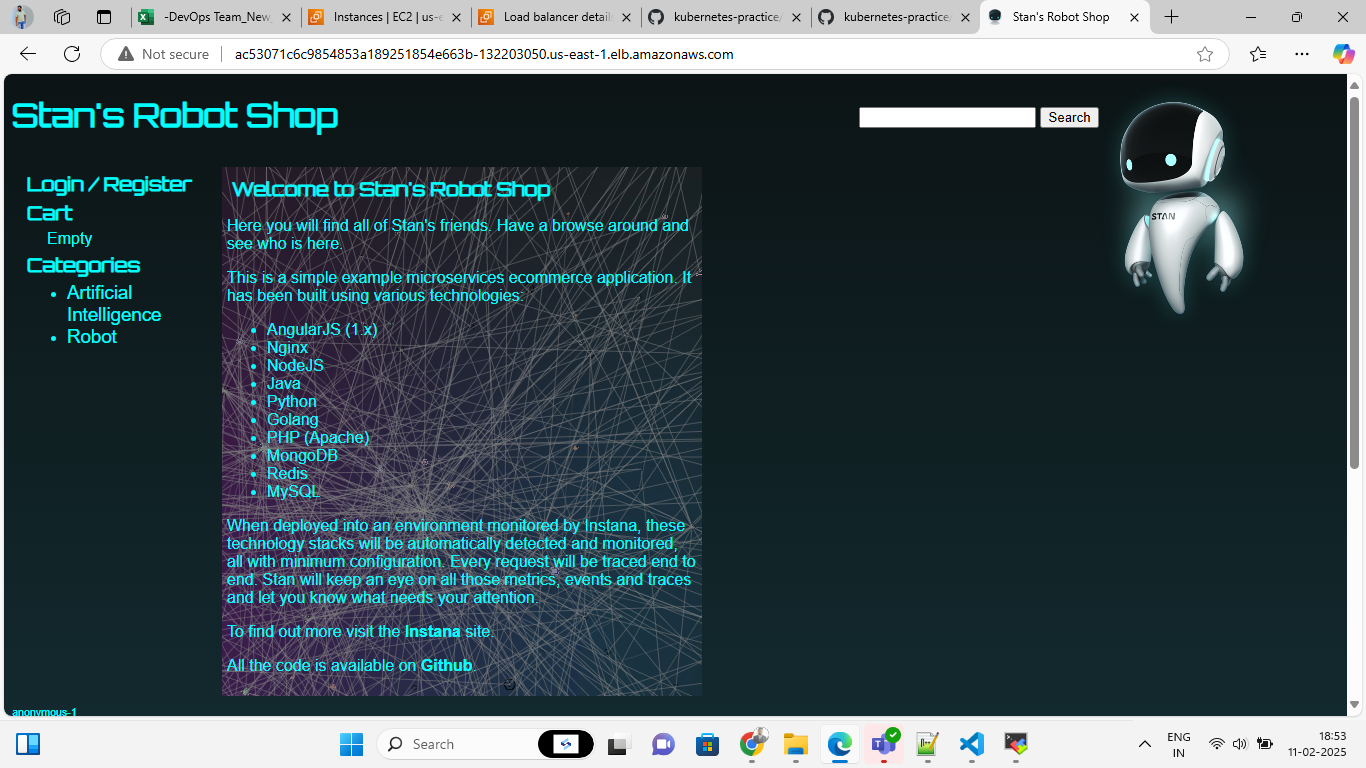 -DevOps Team_New_
Instances | EC2 | us-e
Load balancer details
kubernetes-practice/
kubernetes-practice/
Stan's Robot Shop
Not secure
ac53071c6c9854853a189251854e663b-132203050.us-east-1.elb.amazonaws.com
Stan's Robot Shop
Search
STAN
Login / Register
Cart
Empty
Categories
• Artificial
Intelligence
• Robot
Welcome to Stan's Robot Shop
Here you will find all of Stan's friends. Have a browse around and
see who is here.
This is a simple example microservices ecommerce application. It
has been built using various technologies:
• AngularJS (1.x)
• Nginx
• NodeJS
• Java
• Python
• Golang
• PHP (Apache)
• MongoDB
• Redis
• MySQL
When deployed into an environment monitored by Instana, these
technology stacks will be automatically detected and monitored,
all with minimum configuration. Every request will be traced end to
end. Stan will keep an eye on all those metrics, events and traces
and let you know what needs your attention.
To find out more visit the Instana site.
All the code is available on Github.
anonymous-1
Search
ENG
IN
18:53
11-02-2025